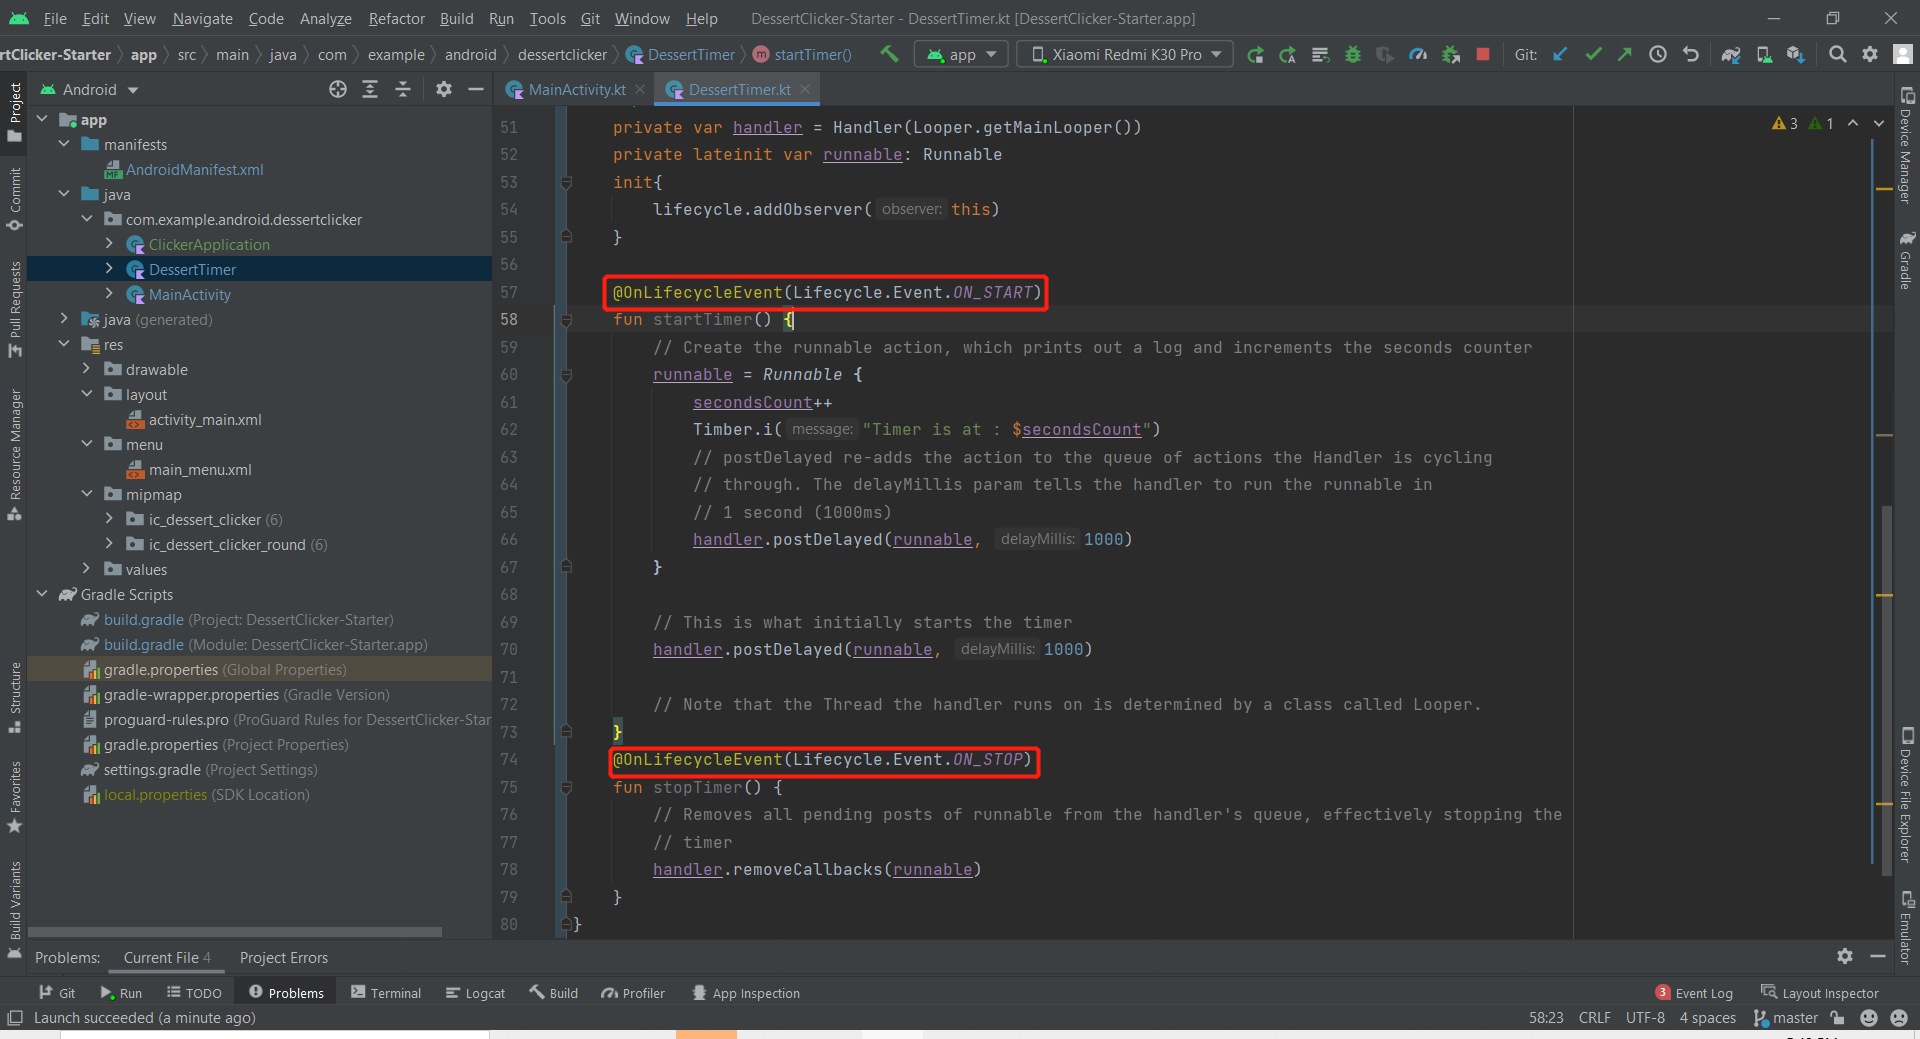 File Edit View Navigate Code Analyze Refactor Build Run Tools Git Window Help DessertClicker-Starter - DessertTimer.kt [DessertClicker-Starter.app]
rtClicker-Starter app src main java com example android dessertclicker DessertTimer startTimer() app Xiaomi Redmi K30 Pro Git:
Android
MainActivity.kt DessertTimer.kt
Project
Commit
Pull Requests
Resource Manager
Structure
Favorites
Build Variants
app
manifests
AndroidManifest.xml
java
com.example.android.dessertclicker
ClickerApplication
DessertTimer
MainActivity
java (generated)
res
drawable
layout
activity_main.xml
menu
main_menu.xml
mipmap
ic_dessert_clicker (6)
ic_dessert_clicker_round (6)
values
Gradle Scripts
build.gradle (Project: DessertClicker-Starter)
build.gradle (Module: DessertClicker-Starter.app)
gradle.properties (Global Properties)
gradle-wrapper.properties (Gradle Version)
proguard-rules.pro (ProGuard Rules for DessertClicker-Star
gradle.properties (Project Properties)
settings.gradle (Project Settings)
local.properties (SDK Location)
3 1
51 private var handler = Handler(Looper.getMainLooper())
52 private lateinit var runnable: Runnable
53 init{
54 lifecycle.addObserver( observer: this)
55 }
56
57 @OnLifecycleEvent(Lifecycle.Event.ON_START)
58 fun startTimer() {
59 // Create the runnable action, which prints out a log and increments the seconds counter
60 runnable = Runnable {
61 secondsCount++
62 Timber.i( message: "Timer is at : $secondsCount")
63 // postDelayed re-adds the action to the queue of actions the Handler is cycling
64 // through. The delayMillis param tells the handler to run the runnable in
65 // 1 second (1000ms)
66 handler.postDelayed(runnable, delayMillis: 1000)
67 }
68
69 // This is what initially starts the timer
70 handler.postDelayed(runnable, delayMillis: 1000)
71
72 // Note that the Thread the handler runs on is determined by a class called Looper.
73 }
74 @OnLifecycleEvent(Lifecycle.Event.ON_STOP)
75 fun stopTimer() {
76 // Removes all pending posts of runnable from the handler's queue, effectively stopping the
77 // timer
78 handler.removeCallbacks(runnable)
79 }
80 }
Device Manager
Gradle
Device File Explorer
Emulator
Problems: Current File 4 Project Errors
Git Run TODO Problems Terminal Logcat Build Profiler App Inspection 3 Event Log Layout Inspector
Launch succeeded (a minute ago) 58:23 CRLF UTF-8 4 spaces master